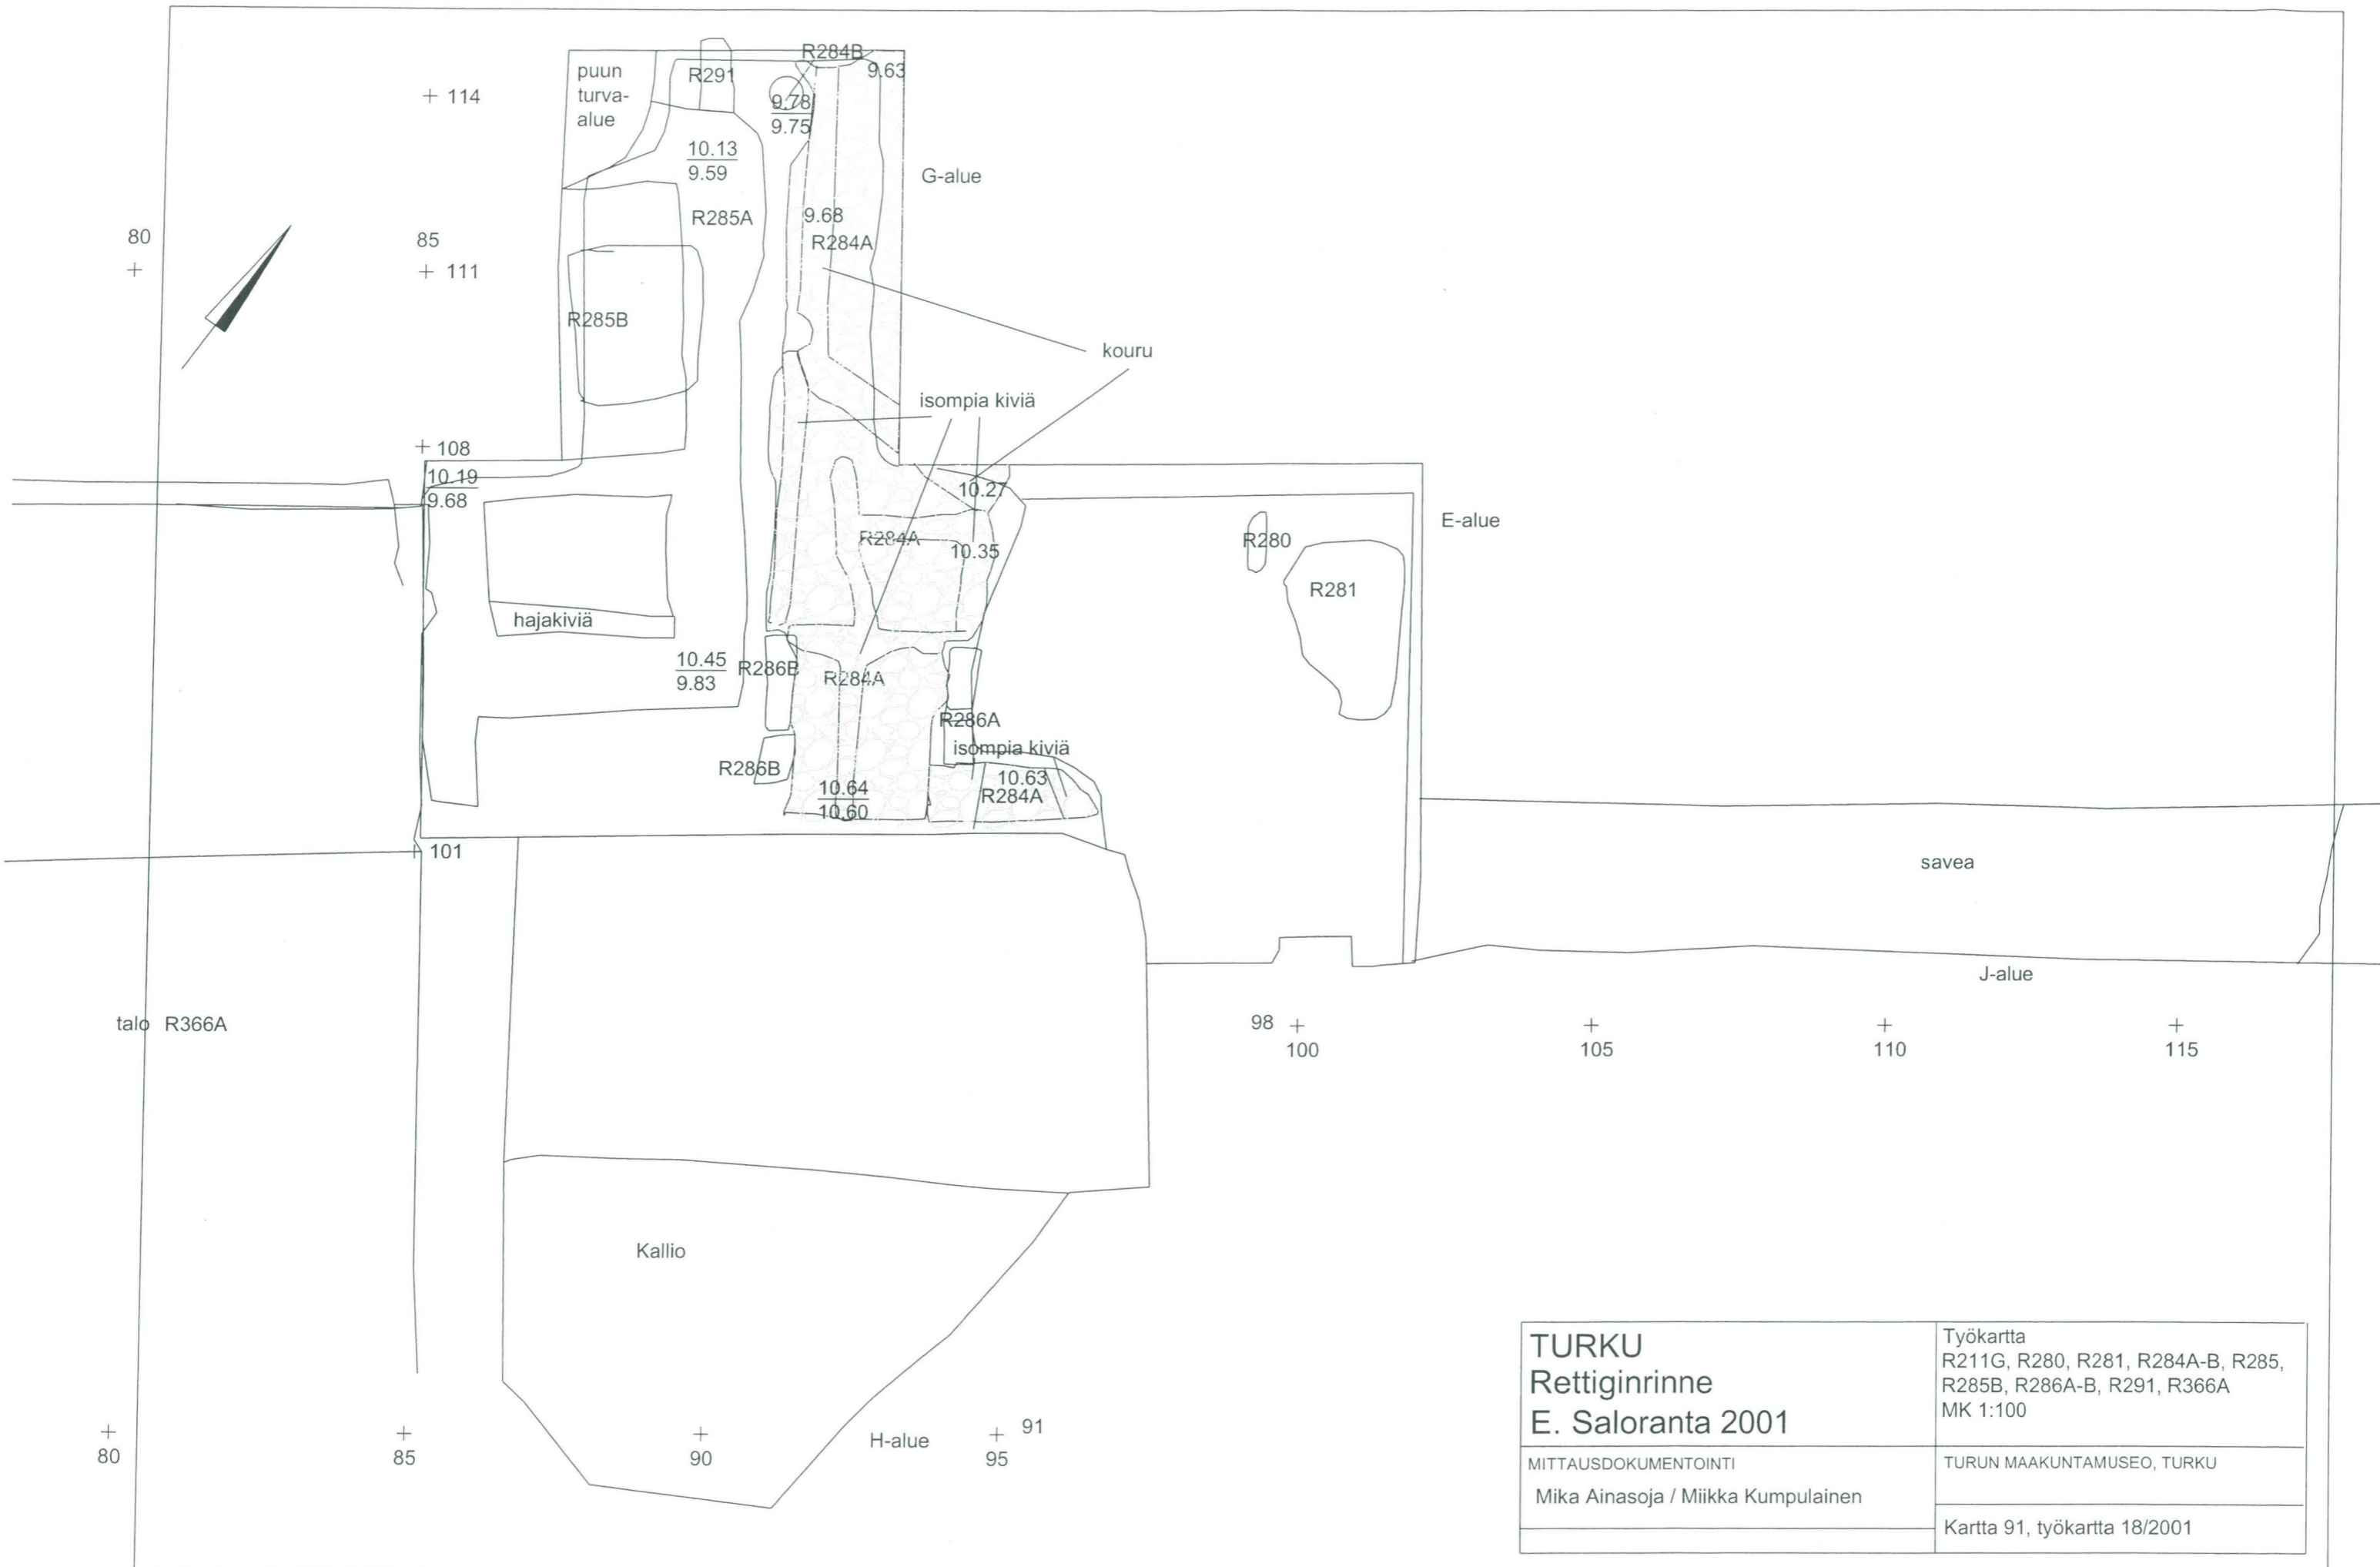 puun
turva-
alue
R291
R284B
9.63
+ 114
9.78
9.75
10.13
9.59
G-alue
R285A
9.68
R284A
80
85
+ 111
R285B
kouru
isompia kiviä
+ 108
10.19
9.68
10.27
R284A
10.35
E-alue
R280
R281
hajakiviä
10.45
9.83
R286B
R284A
R286A
isompia kiviä
R286B
10.63
R284A
10.64
10.60
101
savea
J-alue
talo R366A
98
100
105
110
115
Kallio
H-alue
91
80
85
90
95
TURKU
Rettiginrinne
E. Saloranta 2001
Työkartta
R211G, R280, R281, R284A-B, R285,
R285B, R286A-B, R291, R366A
MK 1:100
MITTAUSDOKUMENTOINTI
Mika Ainasoja / Miikka Kumpulainen
TURUN MAAKUNTAMUSEO, TURKU
Kartta 91, työkartta 18/2001